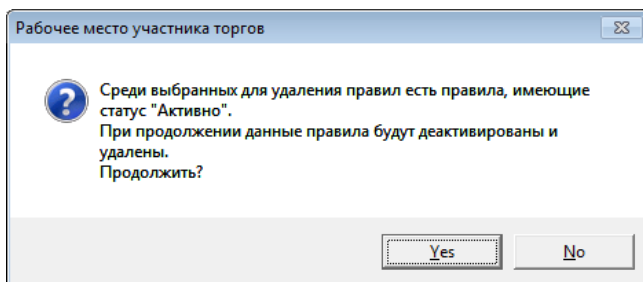 Рабочее место участника торгов
Среди выбранных для удаления правил есть правила, имеющие
статус "Активно".
При продолжении данные правила будут деактивированы и
удалены.
Продолжить?
Yes
No